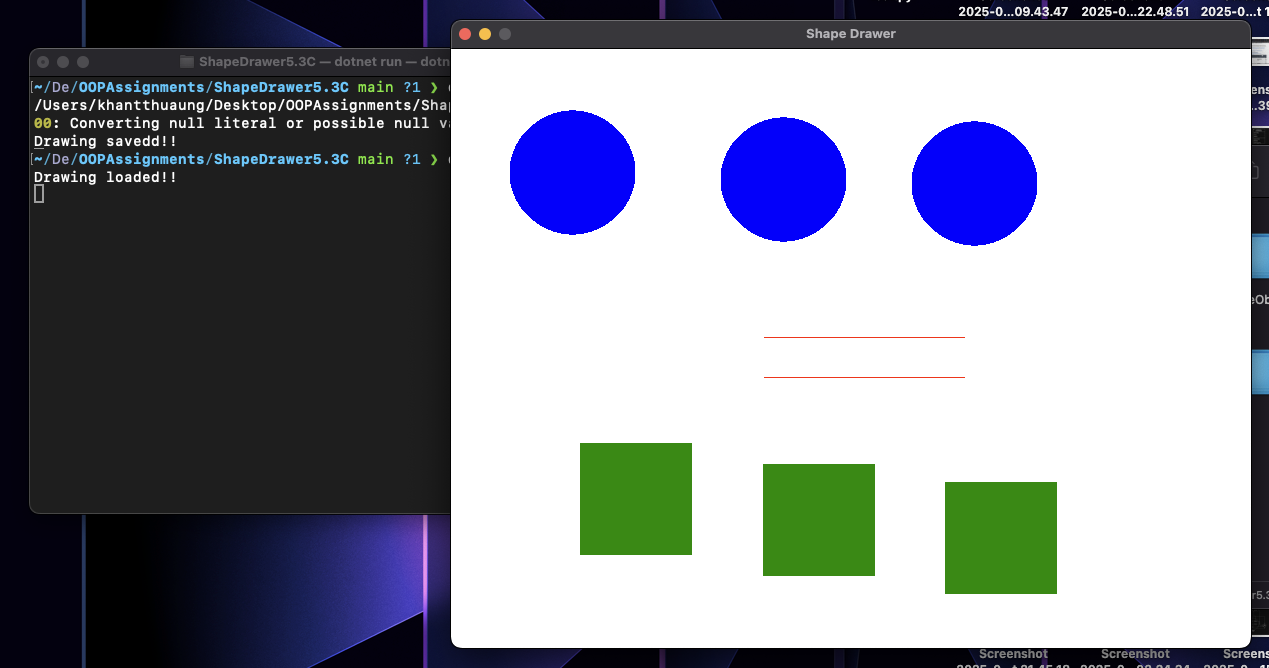 2025-0...09.43.47 2025-0...22.48.51 2025-0...t 1
Shape Drawer
ShapeDrawer5.3C — dotnet run — dotn
~/De/OOPAssignments/ShapeDrawer5.3C main ?1 ❯
/Users/khantthuaung/Desktop/OOPAssignments/Sha
00: Converting null literal or possible null va
Drawing savedd!!
~/De/OOPAssignments/ShapeDrawer5.3C main ?1 ❯
Drawing loaded!!
Screenshot Screenshot Screens